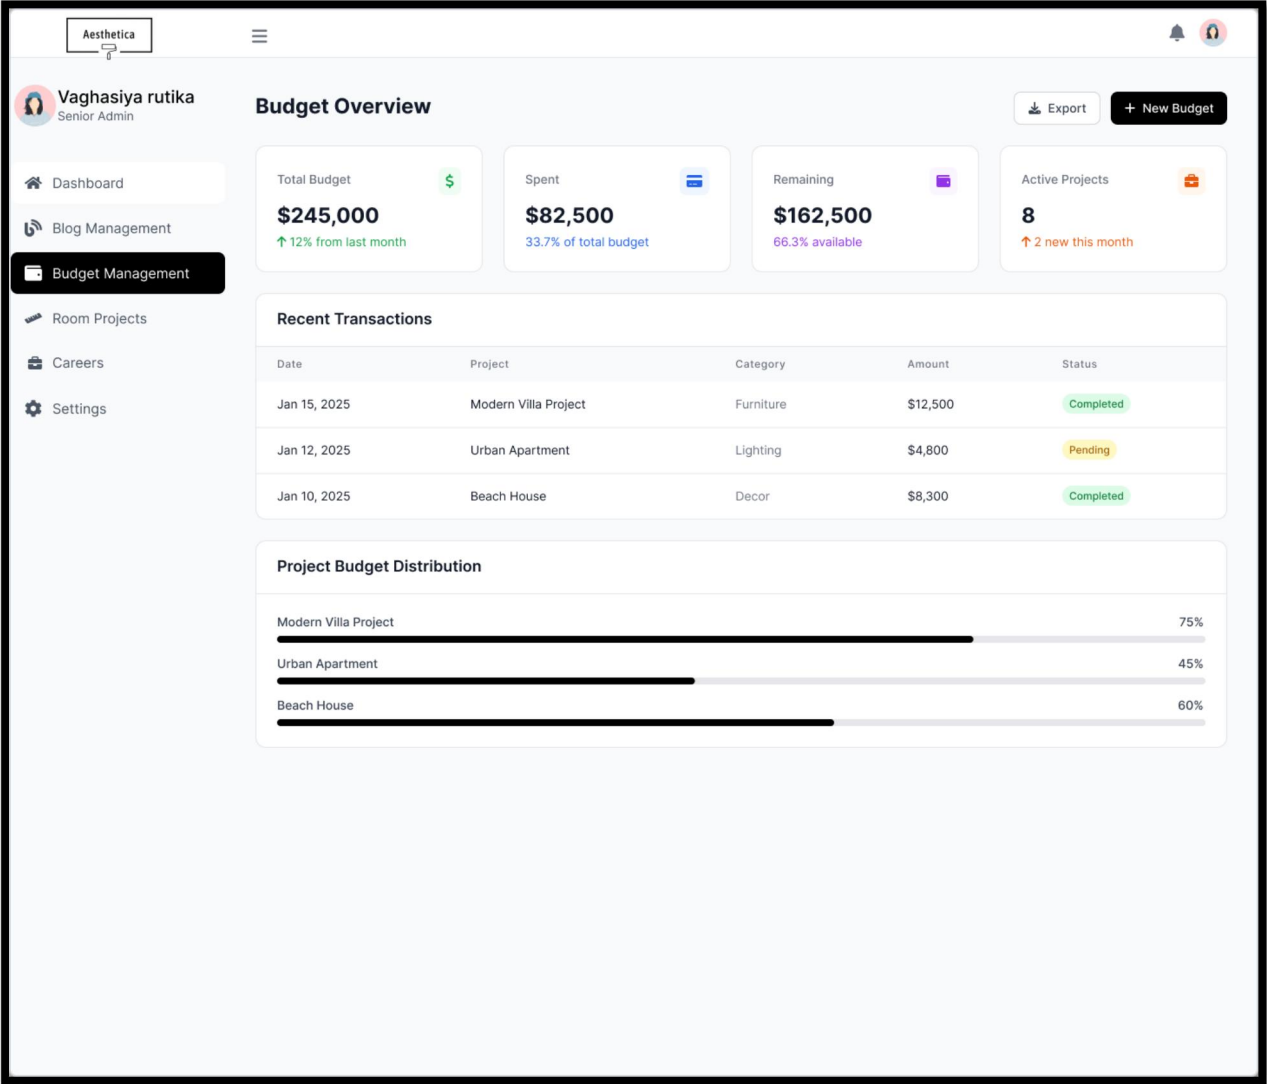 Aesthetica
Vaghasiya rutika
Senior Admin
Dashboard
Blog Management
Budget Management
Room Projects
Careers
Settings
Budget Overview
Export
+ New Budget
Total Budget
$
$245,000
↑ 12% from last month
Spent
$82,500
33.7% of total budget
Remaining
$162,500
66.3% available
Active Projects
8
↑ 2 new this month
Recent Transactions
Date Project Category Amount Status
Jan 15, 2025 Modern Villa Project Furniture $12,500 Completed
Jan 12, 2025 Urban Apartment Lighting $4,800 Pending
Jan 10, 2025 Beach House Decor $8,300 Completed
Project Budget Distribution
Modern Villa Project 75%
Urban Apartment 45%
Beach House 60%